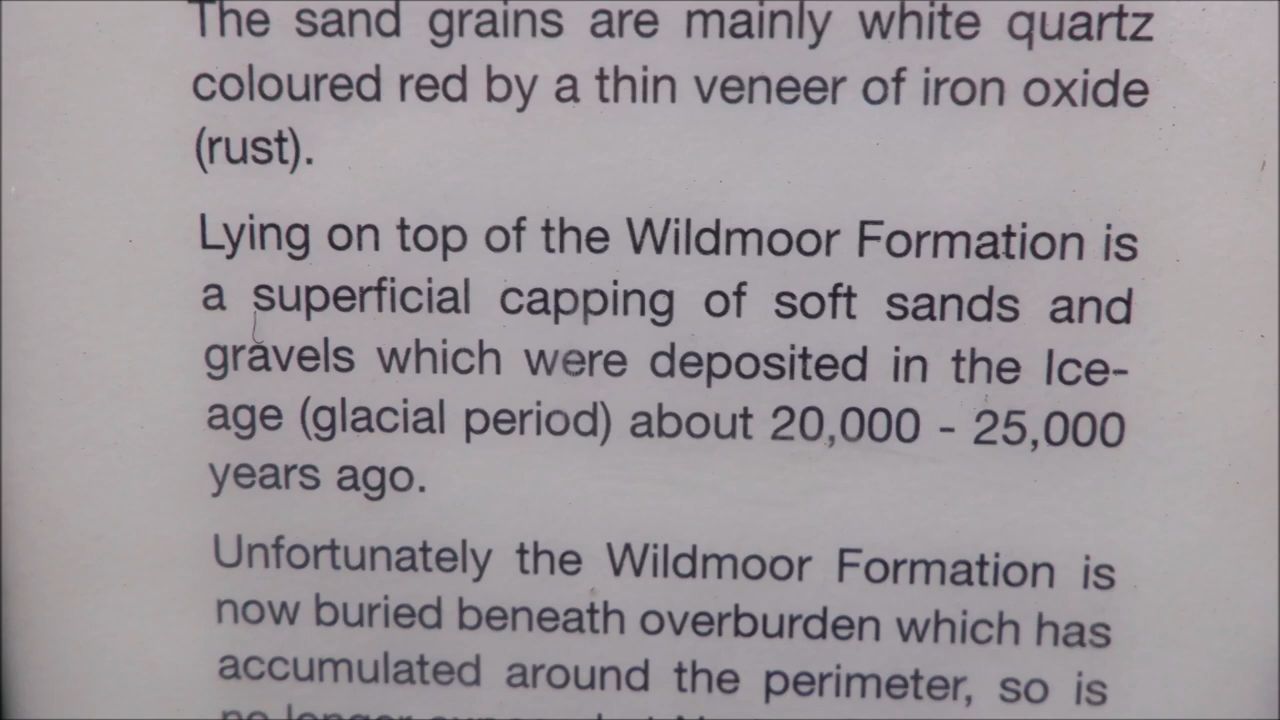 The sand grains are mainly white quartz
coloured red by a thin veneer of iron oxide
(rust).
Lying on top of the Wildmoor Formation is
a superficial capping of soft sands and
gravels which were deposited in the Ice-
age (glacial period) about 20,000 - 25,000
years ago.
Unfortunately the Wildmoor Formation is
now buried beneath overburden which has
accumulated around the perimeter, so is
no longer